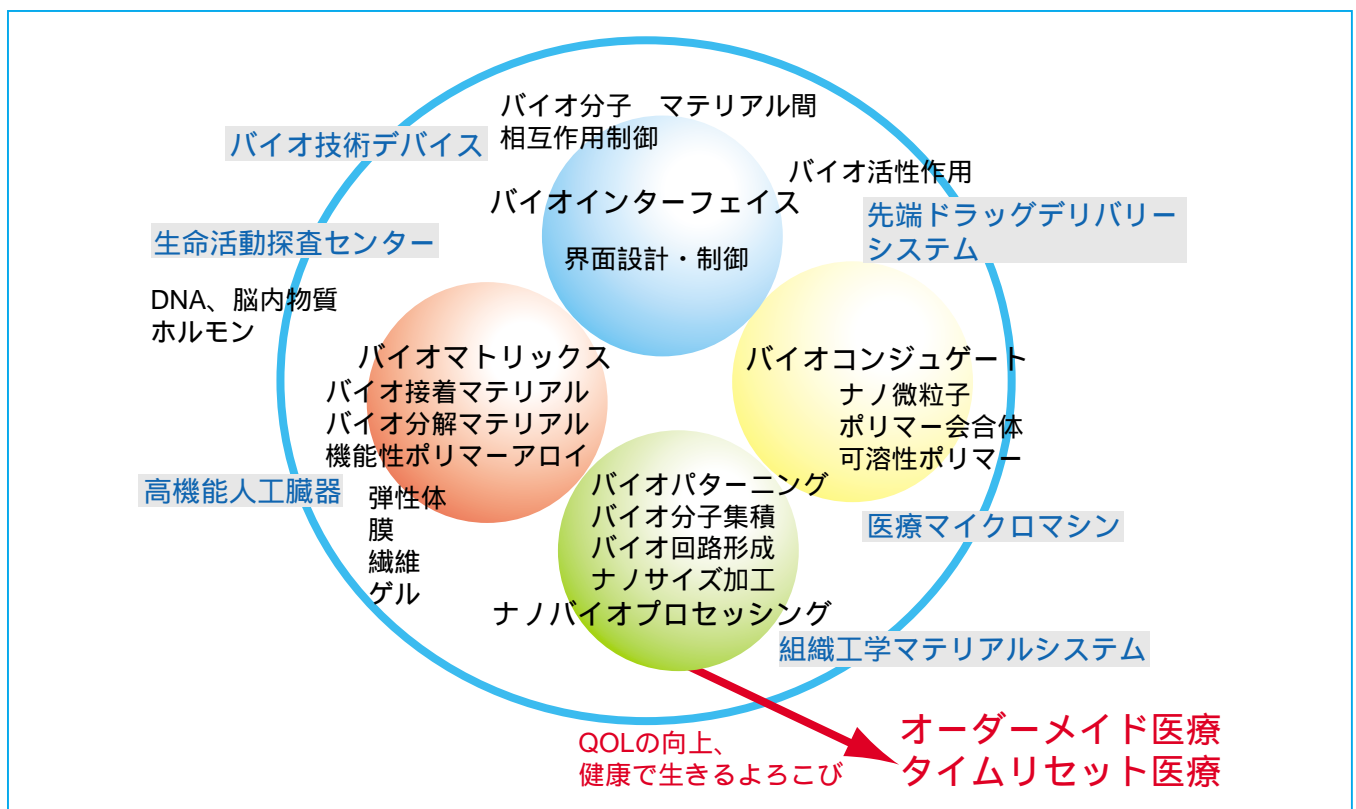 バイオ分子　マテリアル間
相互作用制御
バイオ技術デバイス
バイオ活性作用
バイオインターフェイス
先端ドラッグデリバリー
システム
生命活動探査センター
界面設計・制御
DNA、脳内物質
ホルモン
バイオマトリックス
バイオ接着マテリアル
バイオ分解マテリアル
機能性ポリマーアロイ
バイオコンジュゲート
ナノ微粒子
ポリマー会合体
可溶性ポリマー
高機能人工臓器
弾性体
膜
繊維
ゲル
バイオパターニング
バイオ分子集積
バイオ回路形成
ナノサイズ加工
ナノバイオプロセッシング
医療マイクロマシン
組織工学マテリアルシステム
QOLの向上、
健康で生きるよろこび
オーダーメイド医療
タイムリセット医療